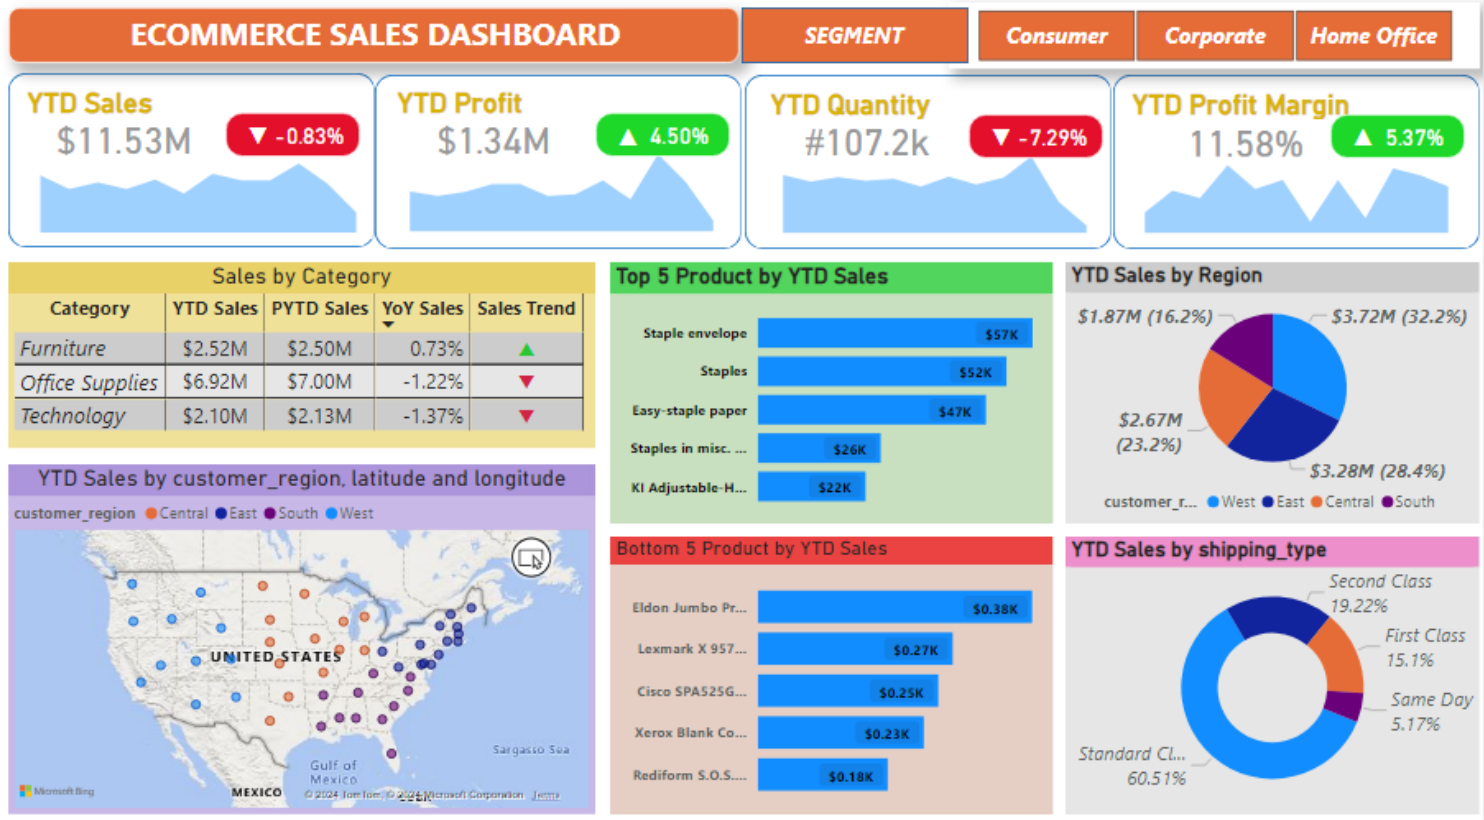 ECOMMERCE SALES DASHBOARD
SEGMENT
Consumer
Corporate
Home Office
YTD Sales
$11.53M
▼ -0.83%
YTD Profit
$1.34M
▲ 4.50%
YTD Quantity
#107.2k
▼ -7.29%
YTD Profit Margin
11.58%
▲ 5.37%
Sales by Category
Category YTD Sales PYTD Sales YoY Sales Sales Trend
Furniture $2.52M $2.50M 0.73% ▲
Office Supplies $6.92M $7.00M -1.22% ▼
Technology $2.10M $2.13M -1.37% ▼
YTD Sales by customer_region, latitude and longitude
customer_region Central East South West
UNITED STATES
Sargasso Sea
Gulf of
Mexico
MEXICO
Microsoft Bing
© 2024 TomTom, © 2024 Microsoft Corporation Terms
Top 5 Product by YTD Sales
Staple envelope $57K
Staples $52K
Easy-staple paper $47K
Staples in misc. ... $26K
KI Adjustable-H... $22K
Bottom 5 Product by YTD Sales
Eldon Jumbo Pr... $0.38K
Lexmark X 957... $0.27K
Cisco SPA525G... $0.25K
Xerox Blank Co... $0.23K
Rediform S.O.S.... $0.18K
YTD Sales by Region
$1.87M (16.2%)
$3.72M (32.2%)
$2.67M
(23.2%)
$3.28M (28.4%)
customer_r... West East Central South
YTD Sales by shipping_type
Second Class
19.22%
First Class
15.1%
Same Day
5.17%
Standard Cl...
60.51%